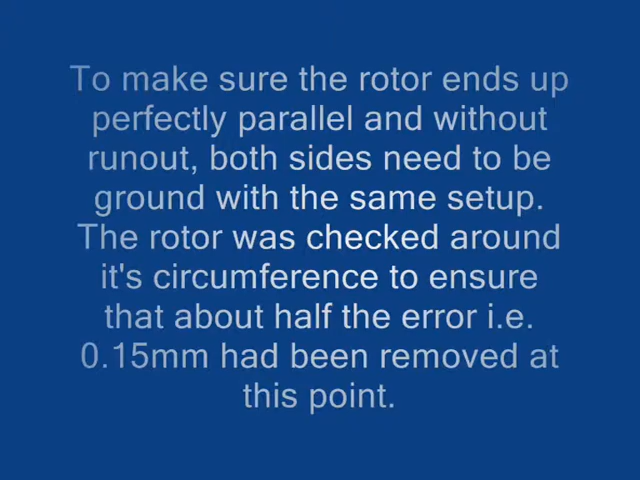 To make sure the rotor ends up
perfectly parallel and without
runout, both sides need to be
ground with the same setup.
The rotor was checked around
it's circumference to ensure
that about half the error i.e.
0.15mm had been removed at
this point.